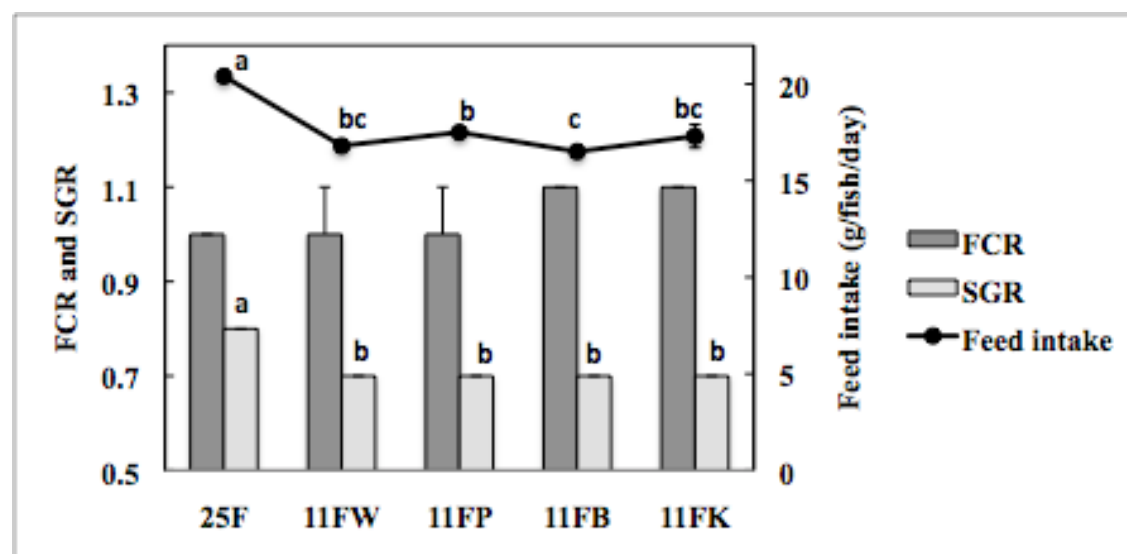 a
bc
b
c
bc
a
b
b
b
b
1.3
1.1
0.9
0.7
0.5
FCR and SGR
20
15
10
5
0
Feed intake (g/fish/day)
FCR
SGR
Feed intake
25F
11FW
11FP
11FB
11FK